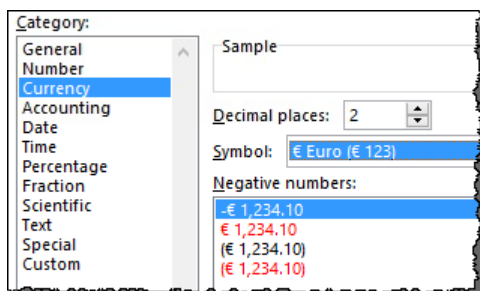 Category:
General
Number
Currency
Accounting
Date
Time
Percentage
Fraction
Scientific
Text
Special
Custom
Sample
Decimal places: 2
Symbol: € Euro (€ 123)
Negative numbers:
-€ 1,234.10
€ 1,234.10
(€ 1,234.10)
(€ 1,234.10)